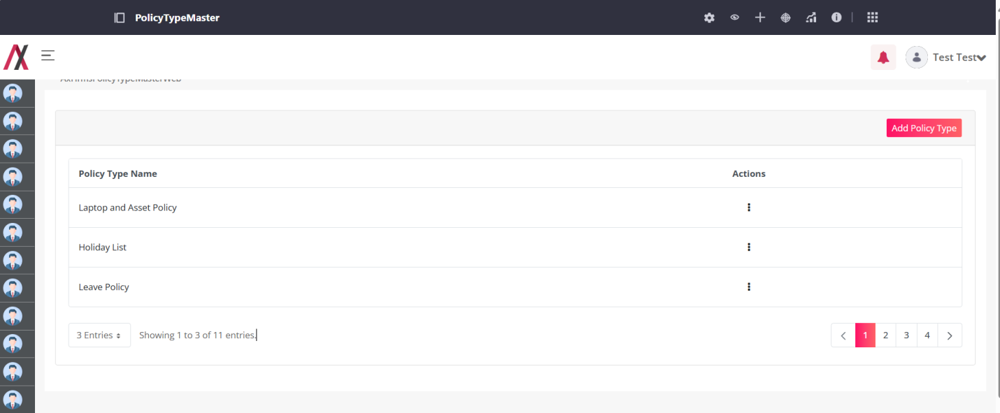 PolicyTypeMaster
Test Test
Add Policy Type
Policy Type Name Actions
Laptop and Asset Policy
Holiday List
Leave Policy
3 Entries Showing 1 to 3 of 11 entries. 1 2 3 4